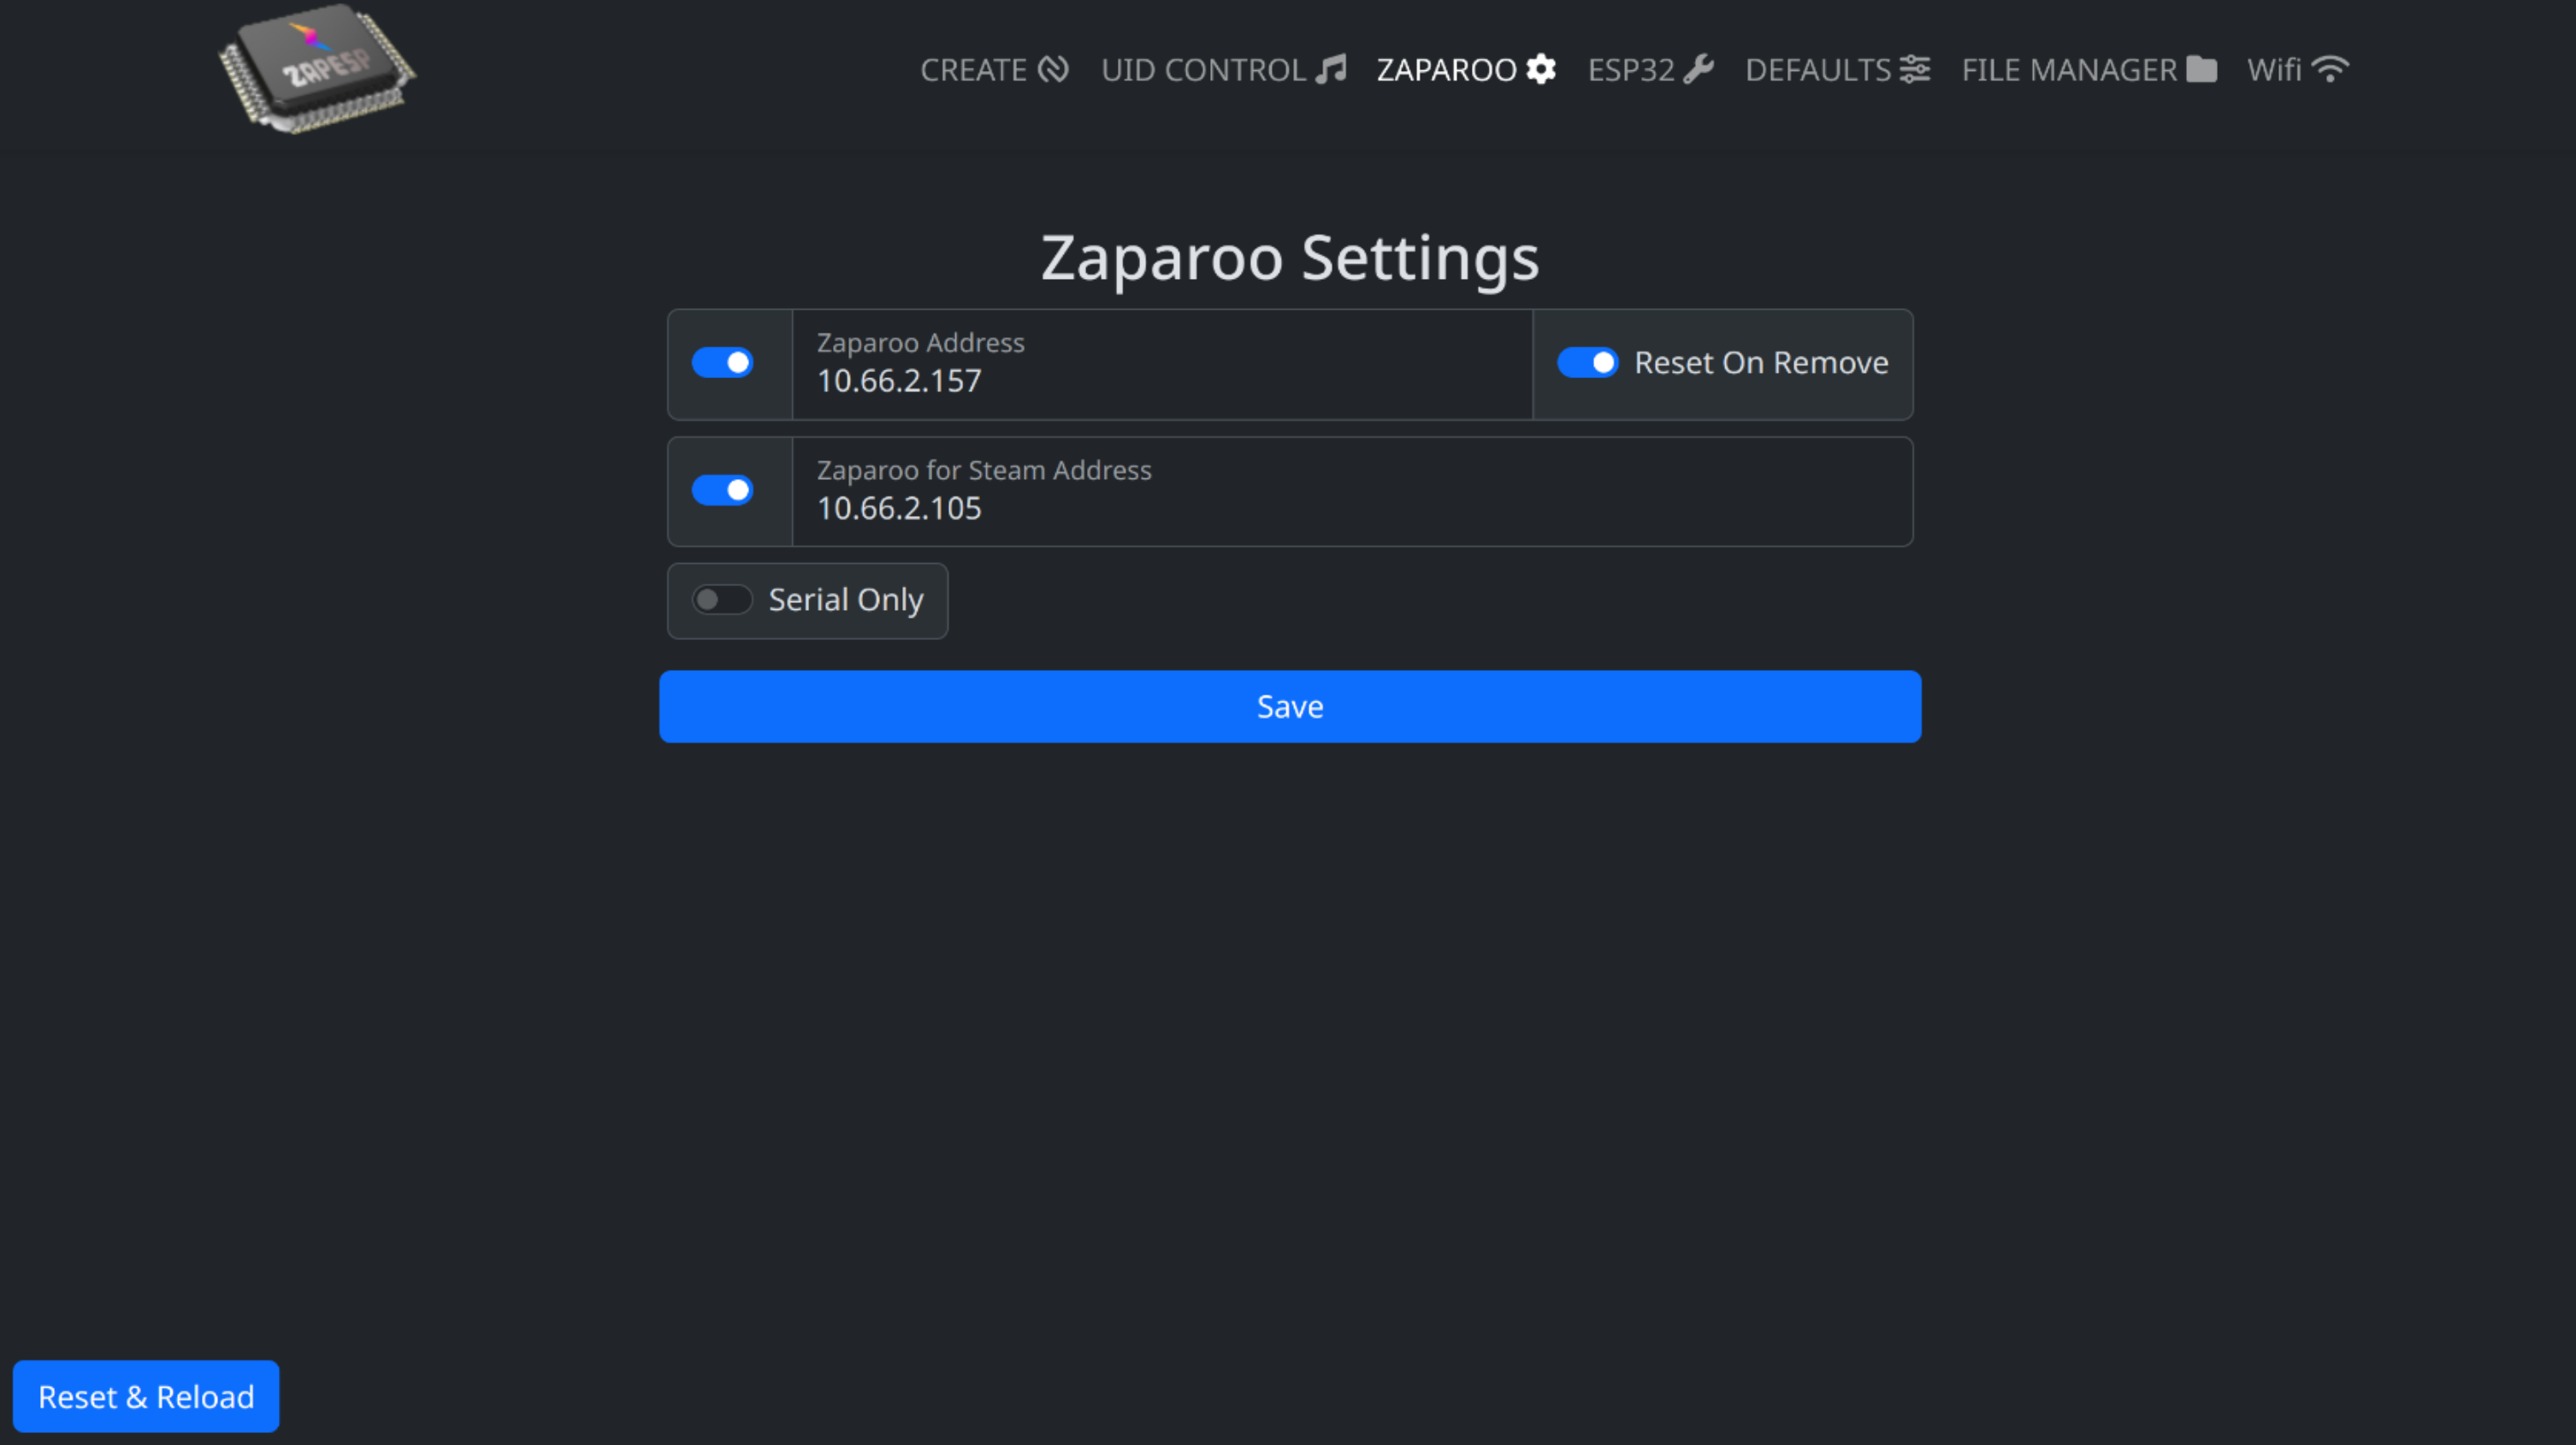 ZAPESP
CREATE UID CONTROL ZAPAROO ESP32 DEFAULTS FILE MANAGER Wifi
Zaparoo Settings
Zaparoo Address
10.66.2.157
Reset On Remove
Zaparoo for Steam Address
10.66.2.105
Serial Only
Save
Reset & Reload